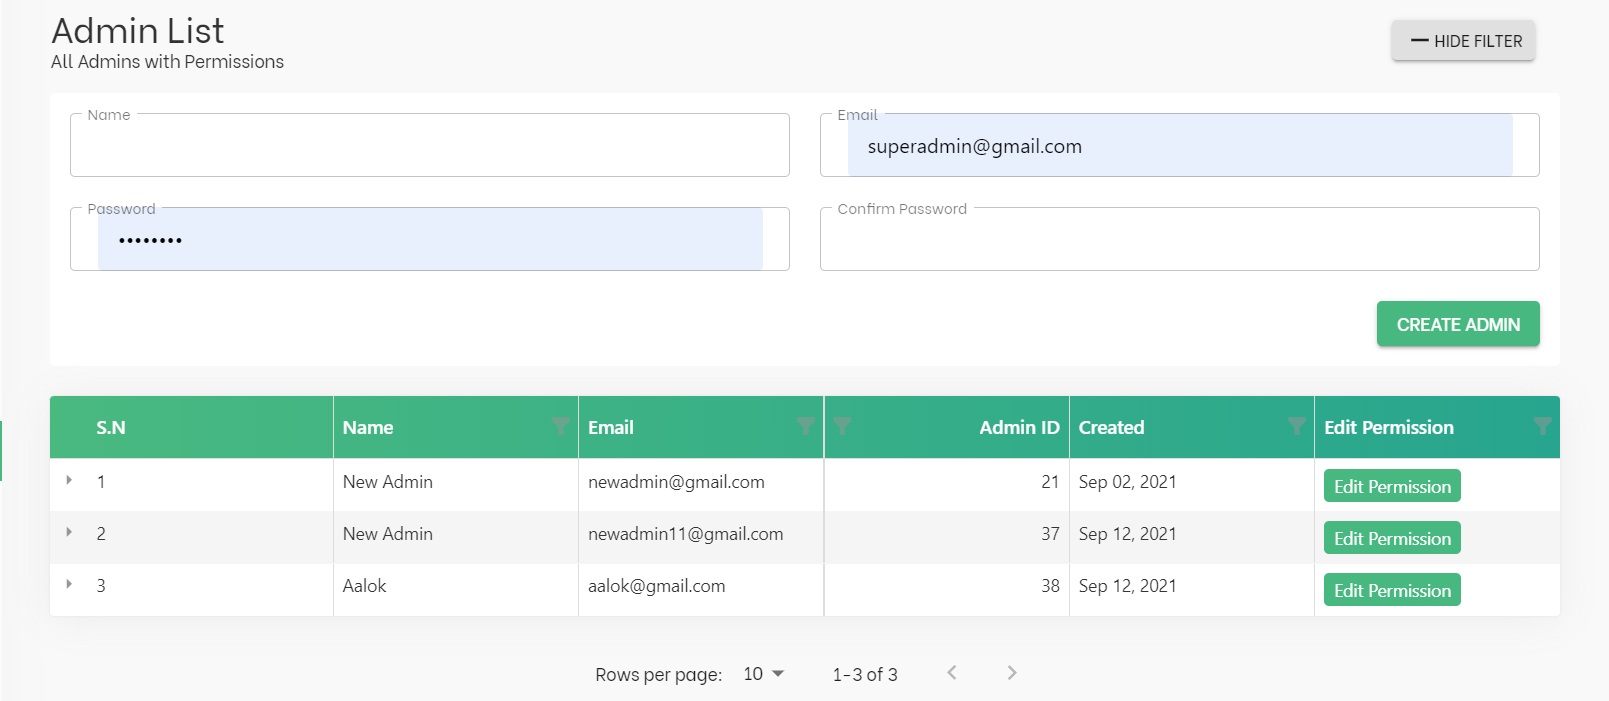 Admin List
All Admins with Permissions
HIDE FILTER
Name
Email
superadmin@gmail.com
Password
••••••••
Confirm Password
CREATE ADMIN
S.N Name Email Admin ID Created Edit Permission
1 New Admin newadmin@gmail.com 21 Sep 02, 2021 Edit Permission
2 New Admin newadmin11@gmail.com 37 Sep 12, 2021 Edit Permission
3 Aalok aalok@gmail.com 38 Sep 12, 2021 Edit Permission
Rows per page: 10 1-3 of 3